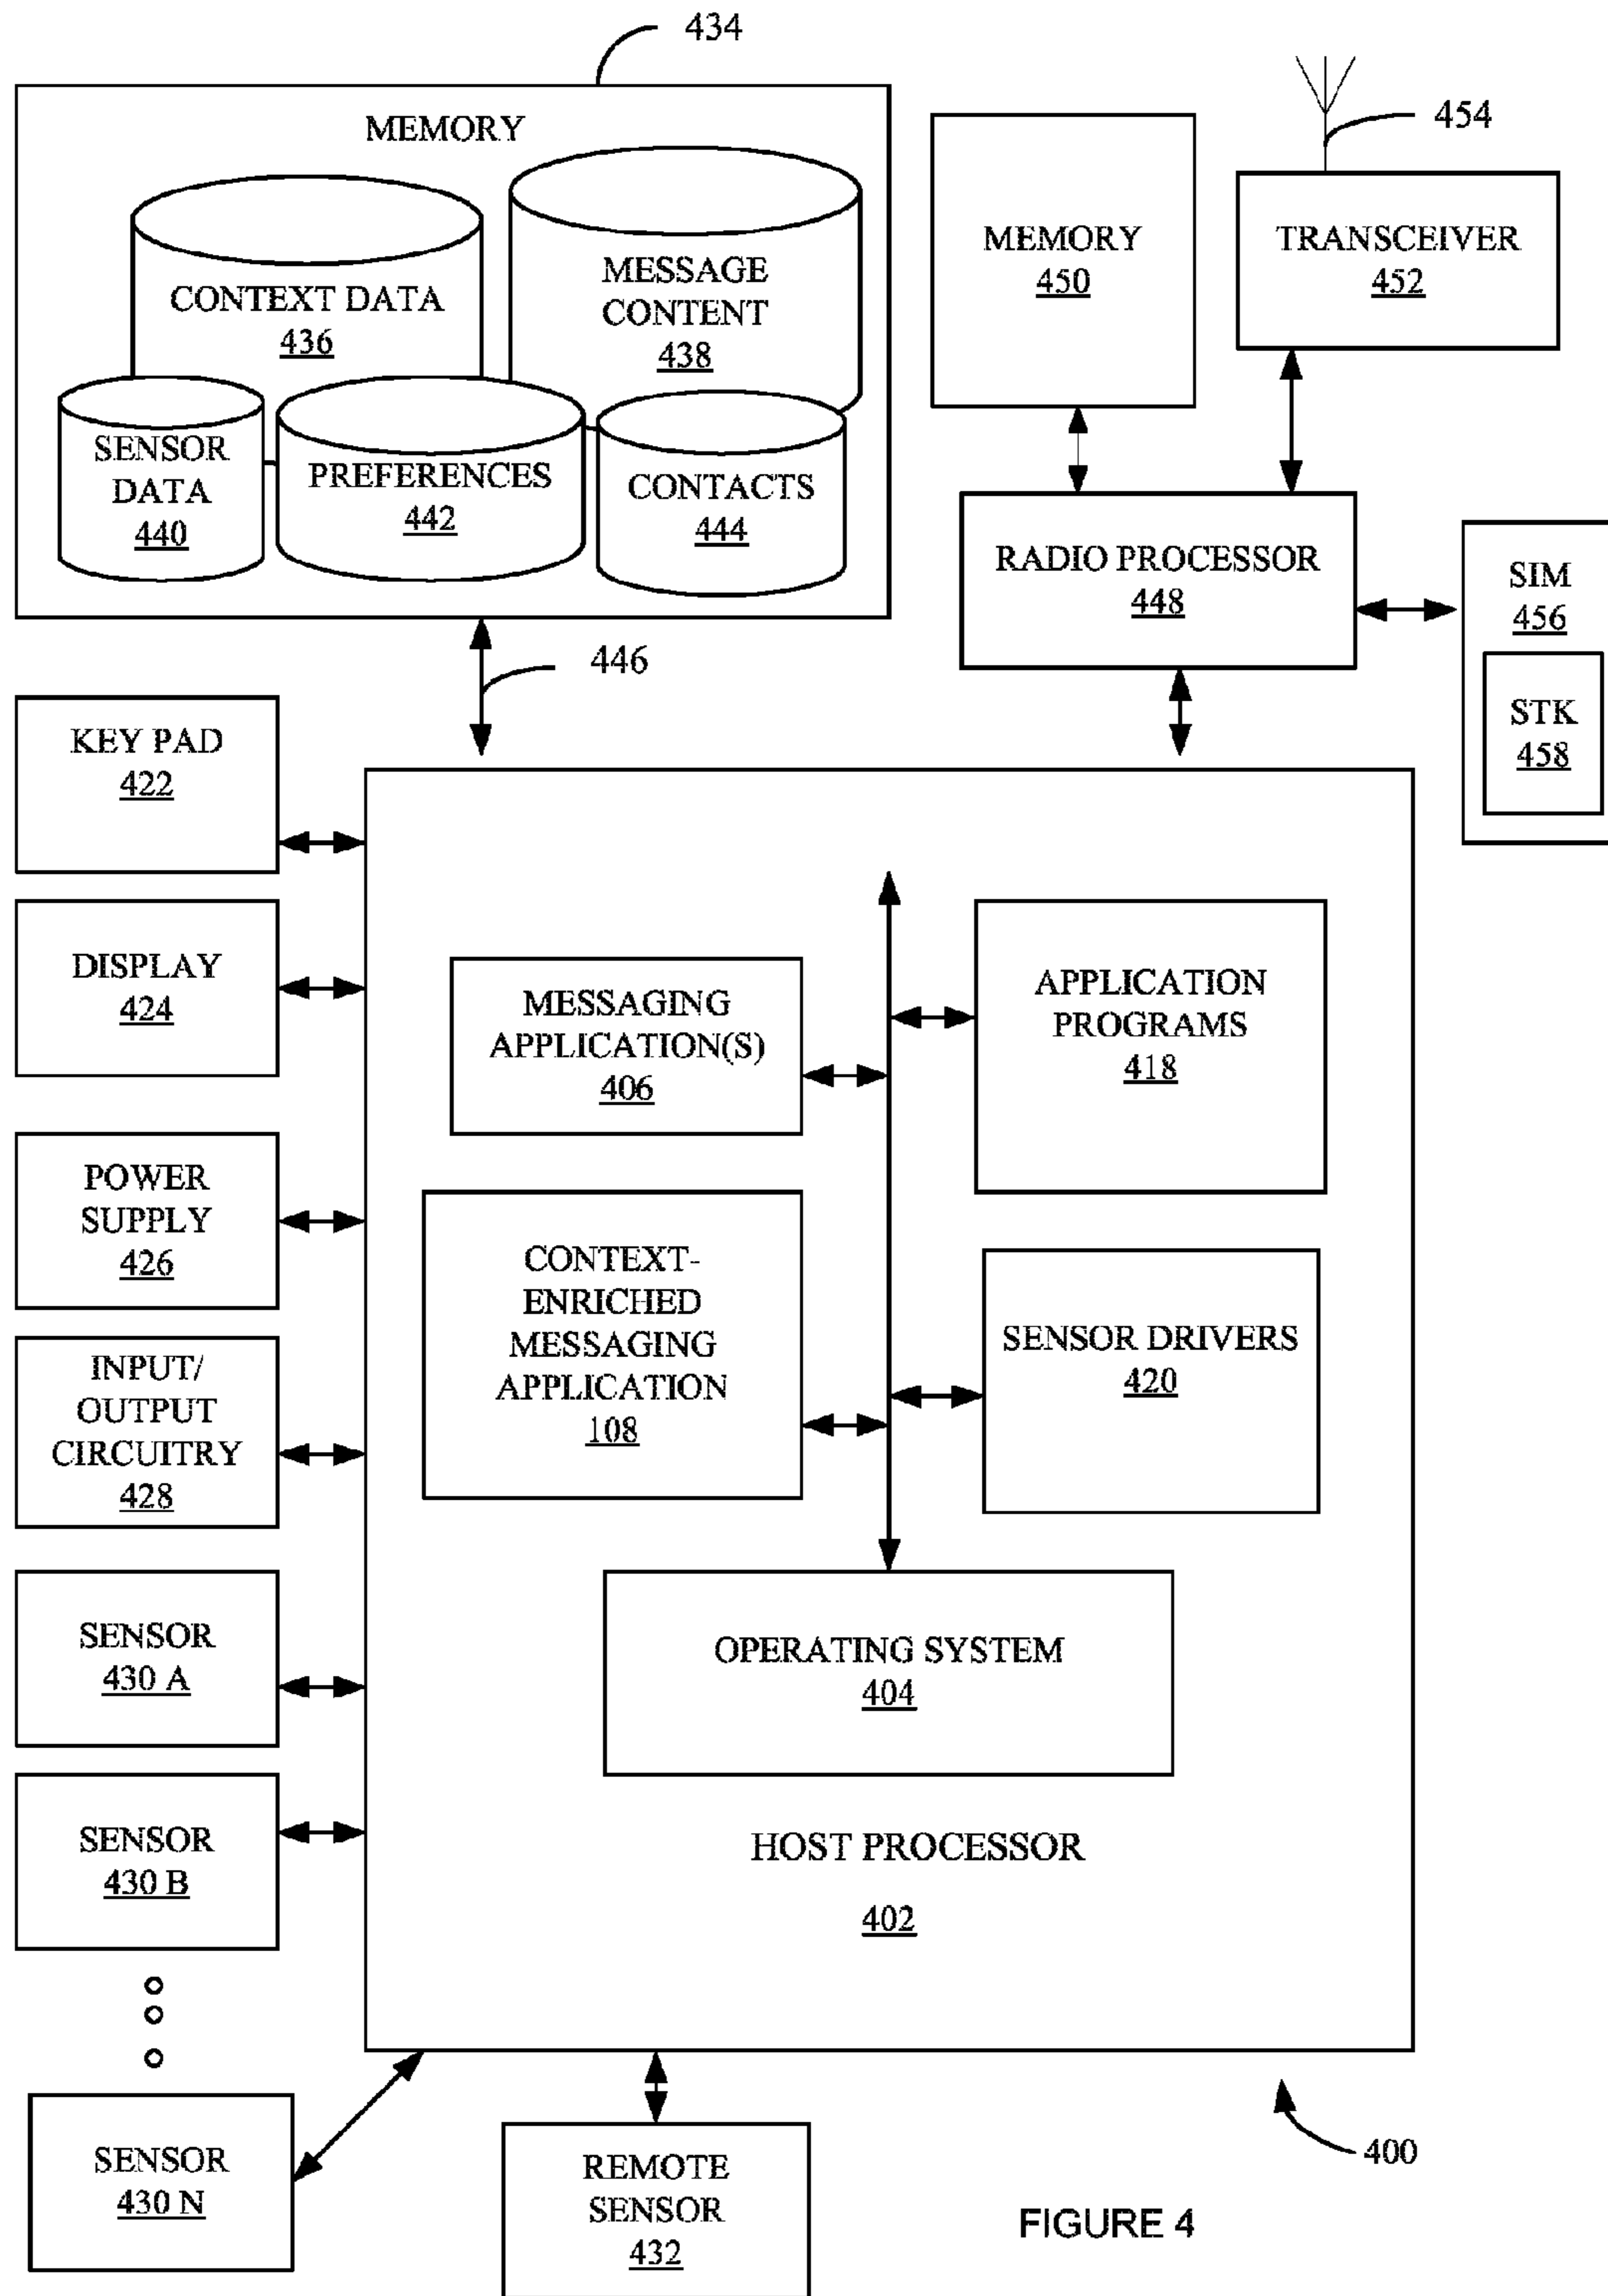 434
MEMORY
CONTEXT DATA
436
MESSAGE
CONTENT
438
SENSOR
DATA
440
PREFERENCES
442
CONTACTS
444
446
MEMORY
450
454
TRANSCEIVER
452
RADIO PROCESSOR
448
SIM
456
STK
458
KEY PAD
422
DISPLAY
424
POWER
SUPPLY
426
INPUT/
OUTPUT
CIRCUITRY
428
SENSOR
430 A
SENSOR
430 B
SENSOR
430 N
MESSAGING
APPLICATION(S)
406
APPLICATION
PROGRAMS
418
CONTEXT-
ENRICHED
MESSAGING
APPLICATION
108
SENSOR DRIVERS
420
OPERATING SYSTEM
404
HOST PROCESSOR
402
REMOTE
SENSOR
432
400
FIGURE 4